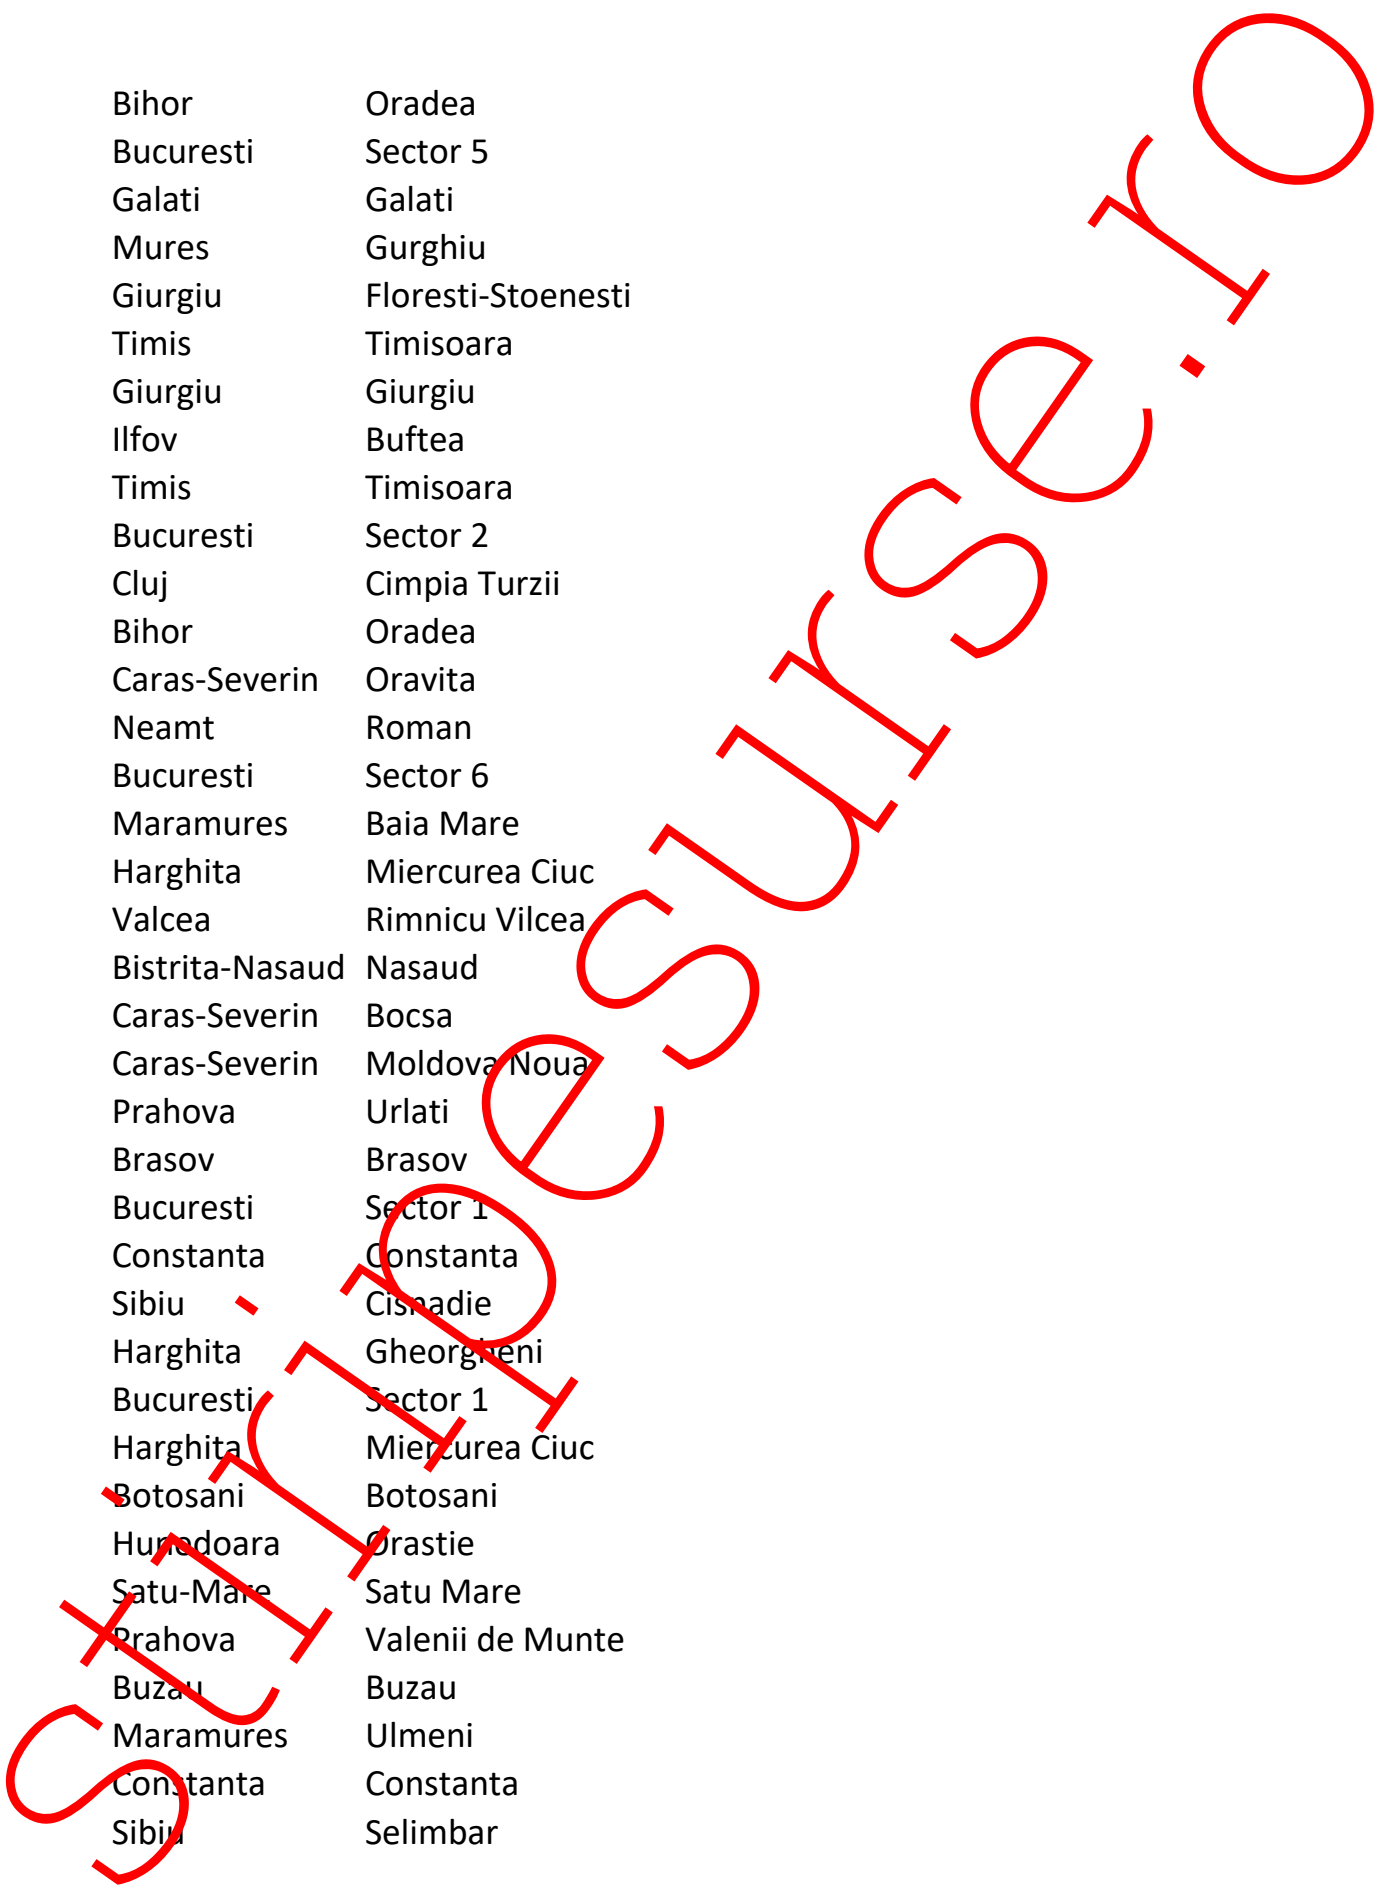 Bihor Oradea
Bucuresti Sector 5
Galati Galati
Mures Gurghiu
Giurgiu Floresti-Stoenesti
Timis Timisoara
Giurgiu Giurgiu
Ilfov Buftea
Timis Timisoara
Bucuresti Sector 2
Cluj Cimpia Turzii
Bihor Oradea
Caras-Severin Oravita
Neamt Roman
Bucuresti Sector 6
Maramures Baia Mare
Harghita Miercurea Ciuc
Valcea Rimnicu Vilcea
Bistrita-Nasaud Nasaud
Caras-Severin Bocsa
Caras-Severin Moldova Noua
Prahova Urlati
Brasov Brasov
Bucuresti Sector 1
Constanta Constanta
Sibiu Cisnadie
Harghita Gheorgheni
Bucuresti Sector 1
Harghita Miercurea Ciuc
Botosani Botosani
Hunedoara Orastie
Satu-Mare Satu Mare
Prahova Valenii de Munte
Buzau Buzau
Maramures Ulmeni
Constanta Constanta
Sibiu Selimbar
stiripesurse.ro